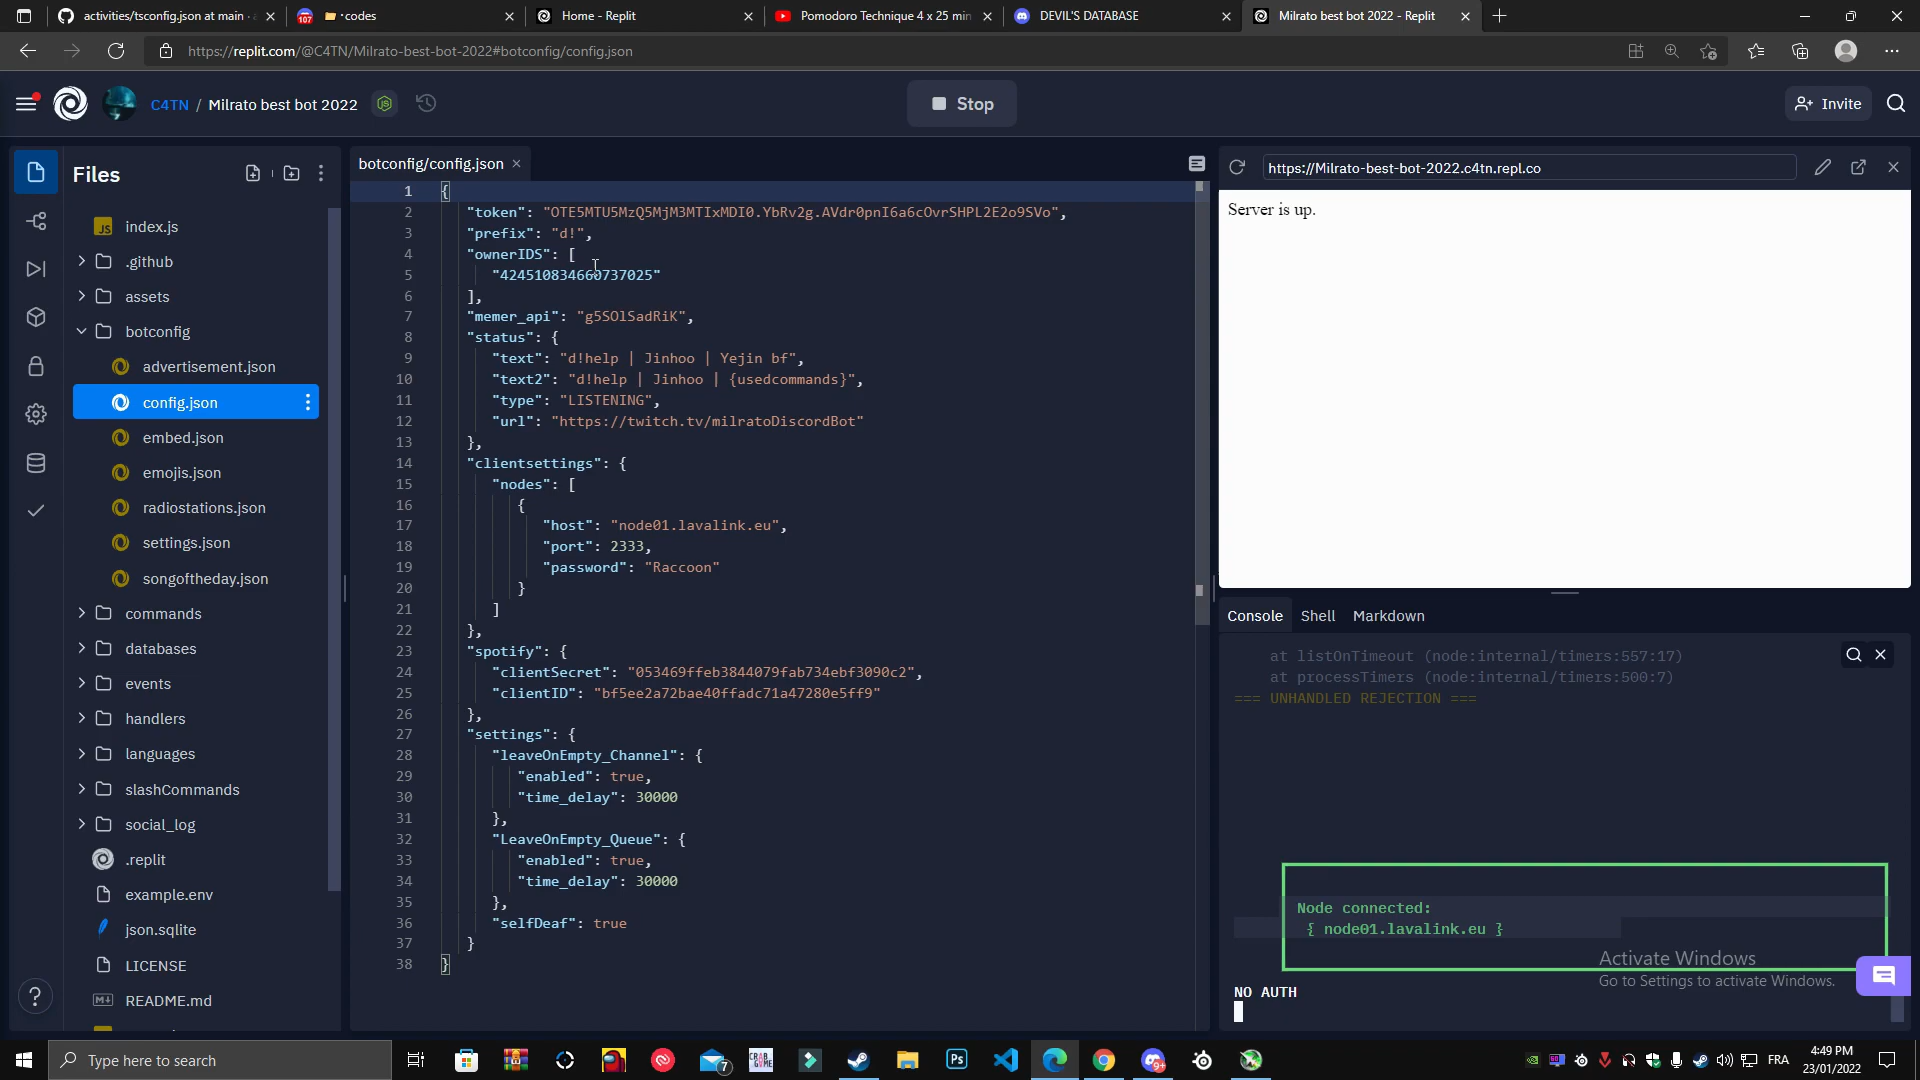 activities/tsconfig.json at main · a
codes
Home - Replit
Pomodoro Technique 4 x 25 min
DEVIL'S DATABASE
Milrato best bot 2022 - Replit
https://replit.com/@C4TN/Milrato-best-bot-2022#botconfig/config.json
C4TN / Milrato best bot 2022
Stop
Invite
Files
index.js
.github
assets
botconfig
advertisement.json
config.json
embed.json
emojis.json
radiostations.json
settings.json
songoftheday.json
commands
databases
events
handlers
languages
slashCommands
social_log
.replit
example.env
json.sqlite
LICENSE
README.md
botconfig/config.json
1 {
2 "token": "OTE5MTU5MzQ5MjM3MTIxMDI0.YbRv2g.AVdr0pnI6a6cOvrSHPL2E2o9SVo",
3 "prefix": "d!",
4 "ownerIDS": [
5 "424510834660737025"
6 ],
7 "memer_api": "g5SOlSadRiK",
8 "status": {
9 "text": "d!help | Jinhoo | Yejin bf",
10 "text2": "d!help | Jinhoo | {usedcommands}",
11 "type": "LISTENING",
12 "url": "https://twitch.tv/milratoDiscordBot"
13 },
14 "clientsettings": {
15 "nodes": [
16 {
17 "host": "node01.lavalink.eu",
18 "port": 2333,
19 "password": "Raccoon"
20 }
21 ]
22 },
23 "spotify": {
24 "clientSecret": "053469ffeb3844079fab734ebf3090c2",
25 "clientID": "bf5ee2a72bae40ffadc71a47280e5ff9"
26 },
27 "settings": {
28 "leaveOnEmpty_Channel": {
29 "enabled": true,
30 "time_delay": 30000
31 },
32 "LeaveOnEmpty_Queue": {
33 "enabled": true,
34 "time_delay": 30000
35 },
36 "selfDeaf": true
37 }
38 }
https://Milrato-best-bot-2022.c4tn.repl.co
Server is up.
Console
Shell
Markdown
at listOnTimeout (node:internal/timers:557:17)
at processTimers (node:internal/timers:500:7)
=== UNHANDLED REJECTION ===
Node connected:
{ node01.lavalink.eu }
NO AUTH
Activate Windows
Go to Settings to activate Windows.
Type here to search
FRA
4:49 PM
23/01/2022